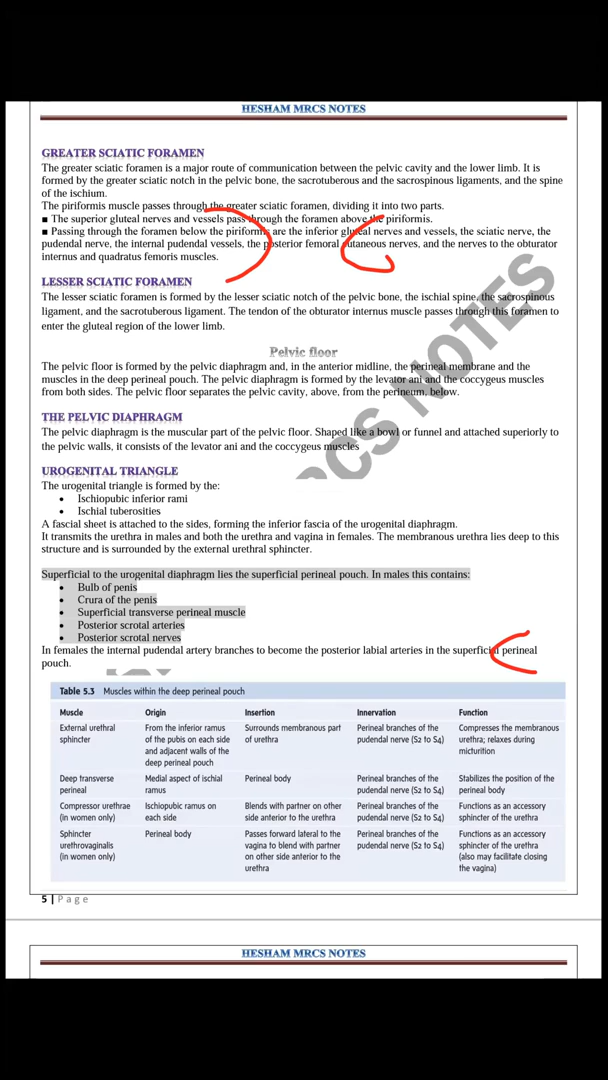 HESHAM MRCS NOTES
GREATER SCIATIC FORAMEN
The greater sciatic foramen is a major route of communication between the pelvic cavity and the lower limb. It is
formed by the greater sciatic notch in the pelvic bone, the sacrotuberous and the sacrospinous ligaments, and the spine
of the ischium.
The piriformis muscle passes through the greater sciatic foramen, dividing it into two parts.
■ The superior gluteal nerves and vessels pass through the foramen above the piriformis.
■ Passing through the foramen below the piriformis are the inferior gluteal nerves and vessels, the sciatic nerve, the
pudendal nerve, the internal pudendal vessels, the posterior femoral cutaneous nerves, and the nerves to the obturator
internus and quadratus femoris muscles.
LESSER SCIATIC FORAMEN
The lesser sciatic foramen is formed by the lesser sciatic notch of the pelvic bone, the ischial spine, the sacrospinous
ligament, and the sacrotuberous ligament. The tendon of the obturator internus muscle passes through this foramen to
enter the gluteal region of the lower limb.
Pelvic floor
The pelvic floor is formed by the pelvic diaphragm and, in the anterior midline, the perineal membrane and the
muscles in the deep perineal pouch. The pelvic diaphragm is formed by the levator ani and the coccygeus muscles
from both sides. The pelvic floor separates the pelvic cavity, above, from the perineum, below.
THE PELVIC DIAPHRAGM
The pelvic diaphragm is the muscular part of the pelvic floor. Shaped like a bowl or funnel and attached superiorly to
the pelvic walls, it consists of the levator ani and the coccygeus muscles
RCS NOTES
UROGENITAL TRIANGLE
The urogenital triangle is formed by the:
• Ischiopubic inferior rami
• Ischial tuberosities
A fascial sheet is attached to the sides, forming the inferior fascia of the urogenital diaphragm.
It transmits the urethra in males and both the urethra and vagina in females. The membranous urethra lies deep to this
structure and is surrounded by the external urethral sphincter.
Superficial to the urogenital diaphragm lies the superficial perineal pouch. In males this contains:
• Bulb of penis
• Crura of the penis
• Superficial transverse perineal muscle
• Posterior scrotal arteries
• Posterior scrotal nerves
In females the internal pudendal artery branches to become the posterior labial arteries in the superficial perineal
pouch.
Table 5.3 Muscles within the deep perineal pouch
Muscle Origin Insertion Innervation Function
External urethral From the inferior ramus Surrounds membranous part Perineal branches of the Compresses the membranous
sphincter of the pubis on each side of urethra pudendal nerve (S2 to S4) urethra; relaxes during
and adjacent walls of the micturition
deep perineal pouch
Deep transverse Medial aspect of ischial Perineal body Perineal branches of the Stabilizes the position of the
perineal ramus pudendal nerve (S2 to S4) perineal body
Compressor urethrae Ischiopubic ramus on Blends with partner on other Perineal branches of the Functions as an accessory
(in women only) each side side anterior to the urethra pudendal nerve (S2 to S4) sphincter of the urethra
Sphincter Perineal body Passes forward lateral to the Perineal branches of the Functions as an accessory
urethrovaginalis vagina to blend with partner pudendal nerve (S2 to S4) sphincter of the urethra
(in women only) on other side anterior to the (also may facilitate closing
urethra the vagina)
5 | Page
HESHAM MRCS NOTES